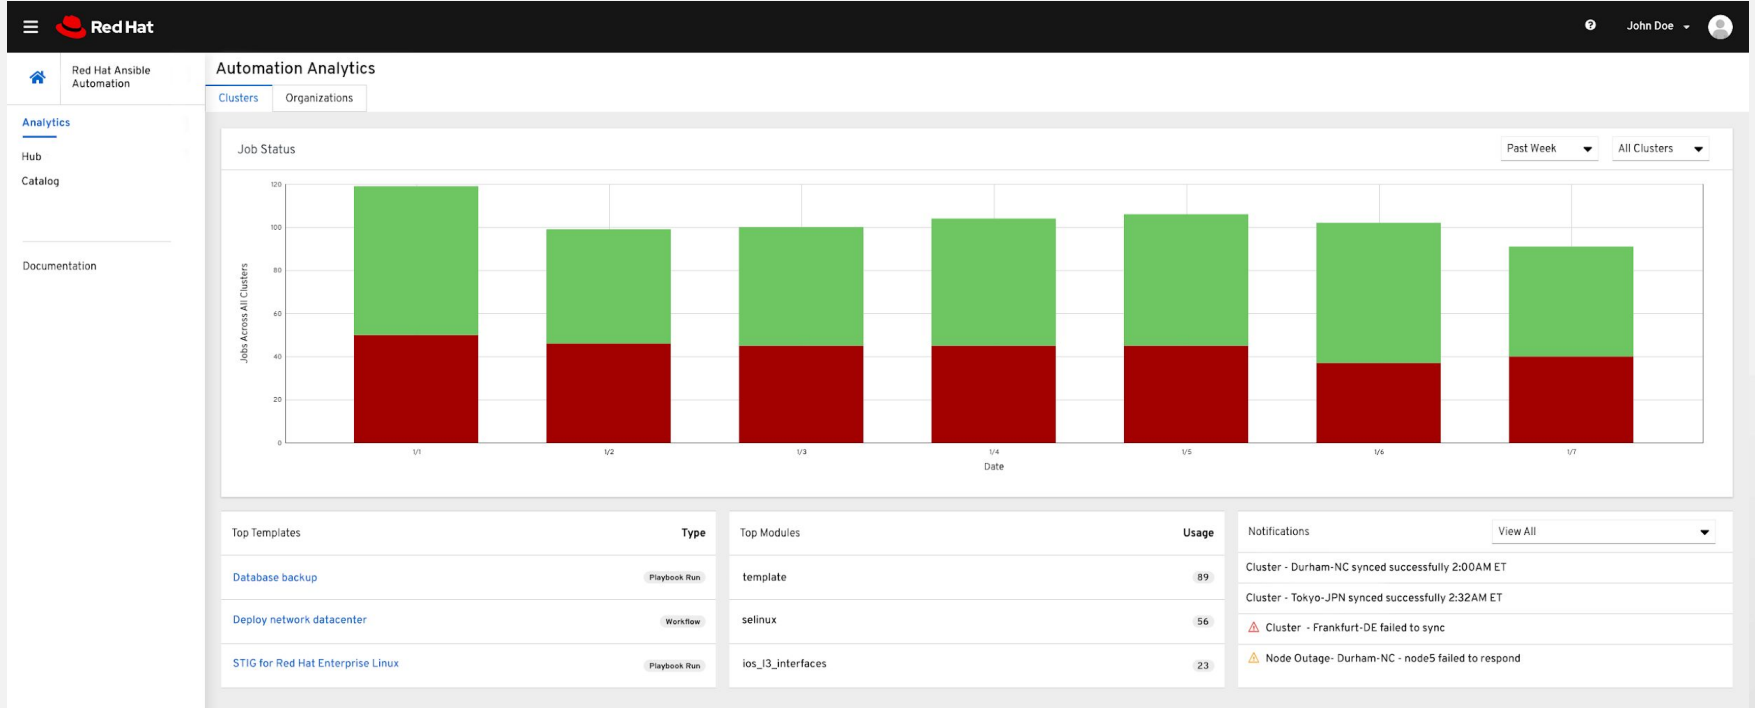 Red Hat
John Doe
Red Hat Ansible
Automation
Automation Analytics
Clusters
Organizations
Analytics
Hub
Catalog
Documentation
Job Status
Past Week
All Clusters
120
100
80
60
40
20
0
Jobs Across All Clusters
1/1
1/2
1/3
1/4
1/5
1/6
1/7
Date
Top Templates
Type
Database backup
Playbook Run
Deploy network datacenter
Workflow
STIG for Red Hat Enterprise Linux
Playbook Run
Top Modules
Usage
template
89
selinux
56
ios_l3_interfaces
23
Notifications
View All
Cluster - Durham-NC synced successfully 2:00AM ET
Cluster - Tokyo-JPN synced successfully 2:32AM ET
Cluster - Frankfurt-DE failed to sync
Node Outage- Durham-NC - node5 failed to respond